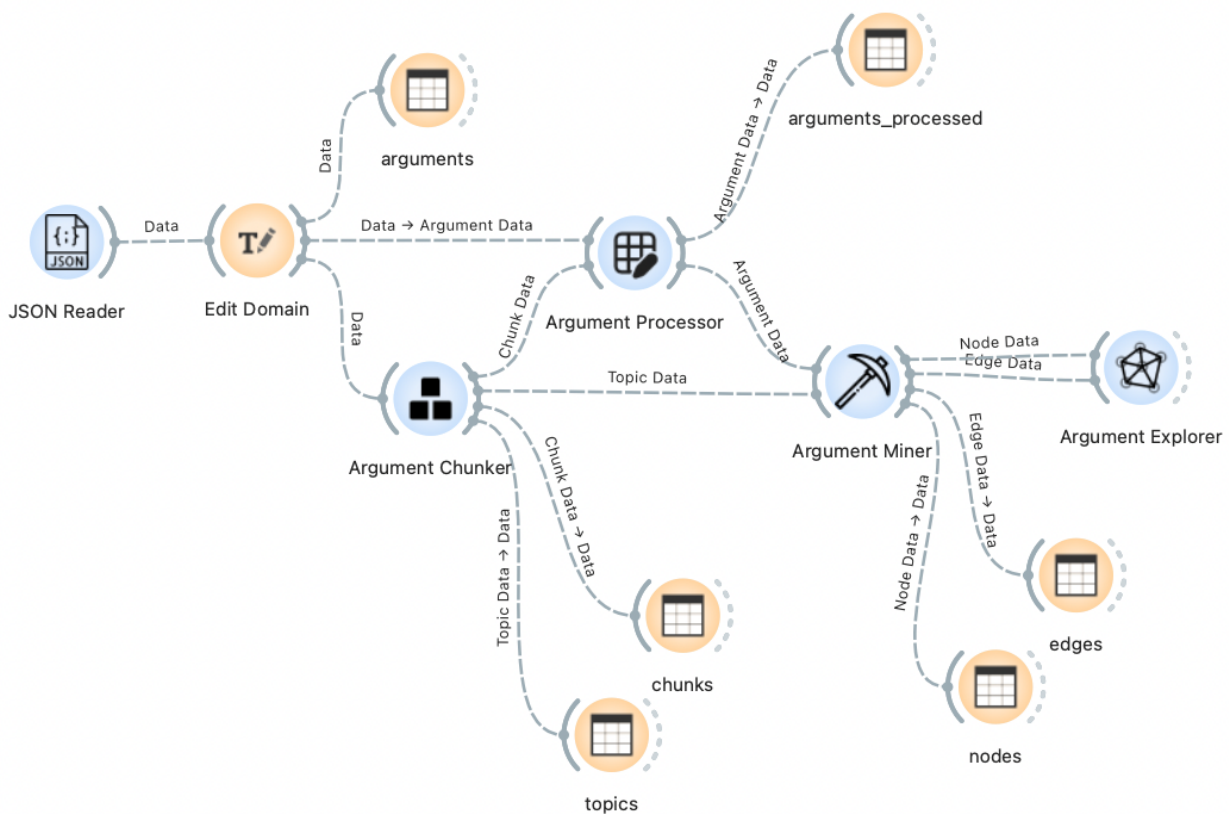 Data → Data
Argument Data → Data
arguments_processed
arguments
Data
Data
Data → Argument Data
{;}
JSON
T
JSON Reader
Edit Domain
Argument Processor
Chunk Data
Argument Data
Data
Topic Data
Node Data
Edge Data
Argument Chunker
Argument Miner
Argument Explorer
Chunk Data → Data
Topic Data → Data
Edge Data → Data
Node Data → Data
chunks
edges
topics
nodes